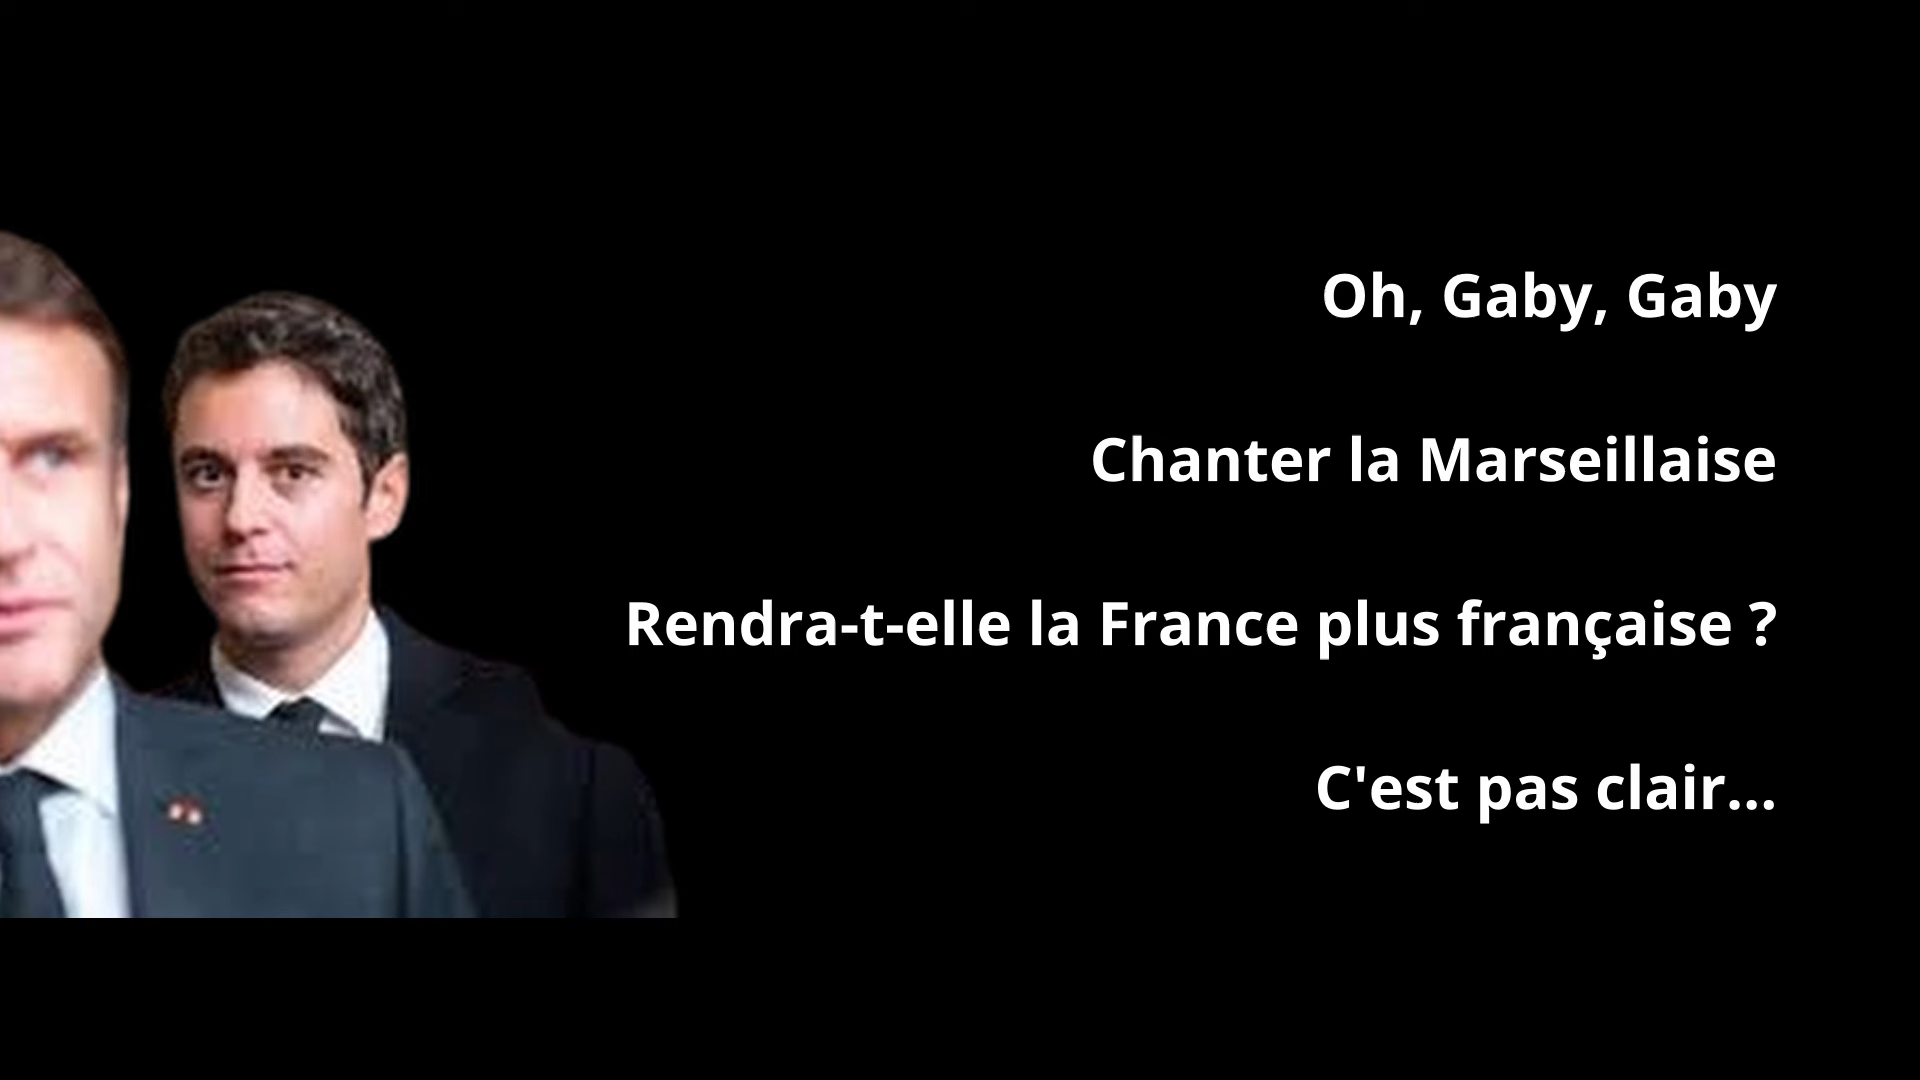 Oh, Gaby, Gaby
Chanter la Marseillaise
Rendra-t-elle la France plus française ?
C'est pas clair...